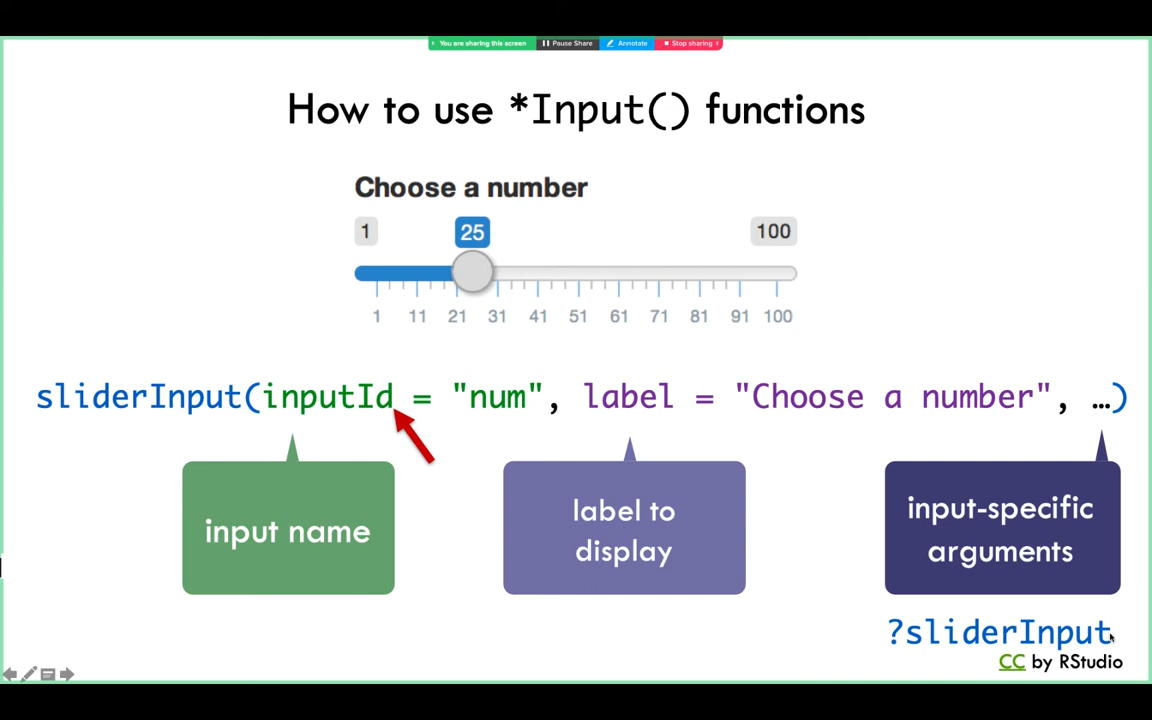 You are sharing this screen Pause Share Annotate Stop sharing
How to use *Input() functions
Choose a number
1 25 100
1 11 21 31 41 51 61 71 81 91 100
sliderInput(inputId = "num", label = "Choose a number", …)
input name
label to
display
input-specific
arguments
?sliderInput
CC by RStudio